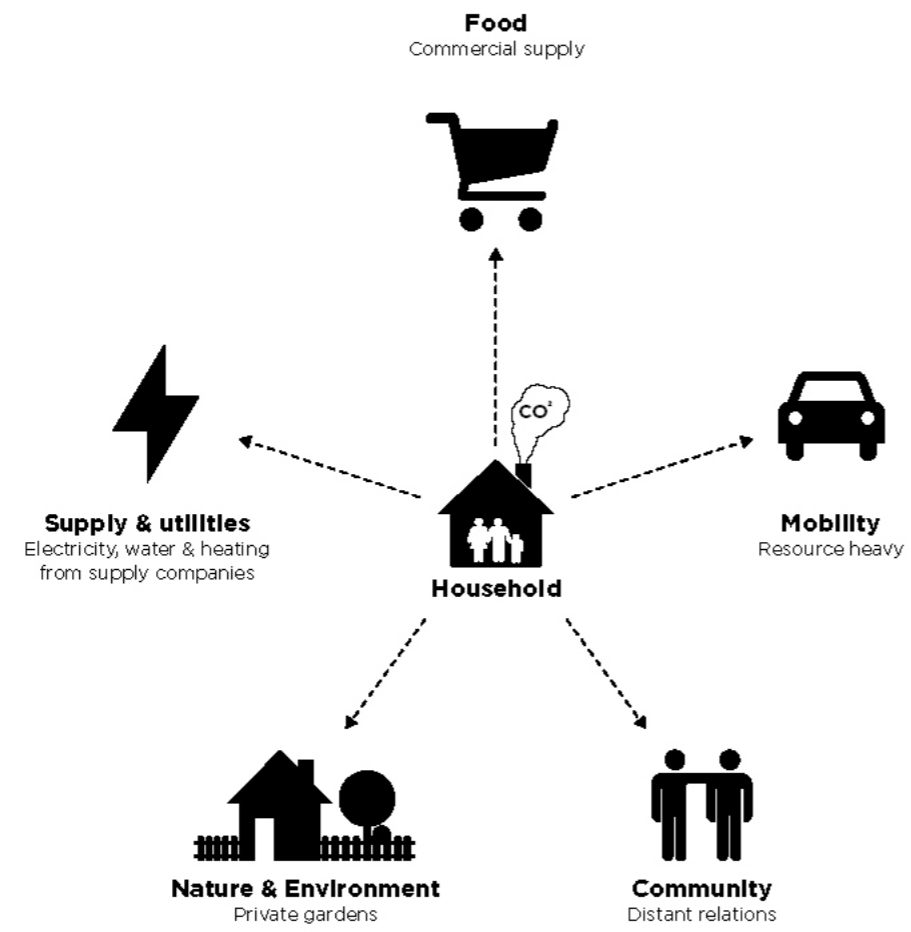 Food
Commercial supply
CO²
Supply & utilities
Electricity, water & heating
from supply companies
Mobility
Resource heavy
Household
Nature & Environment
Private gardens
Community
Distant relations